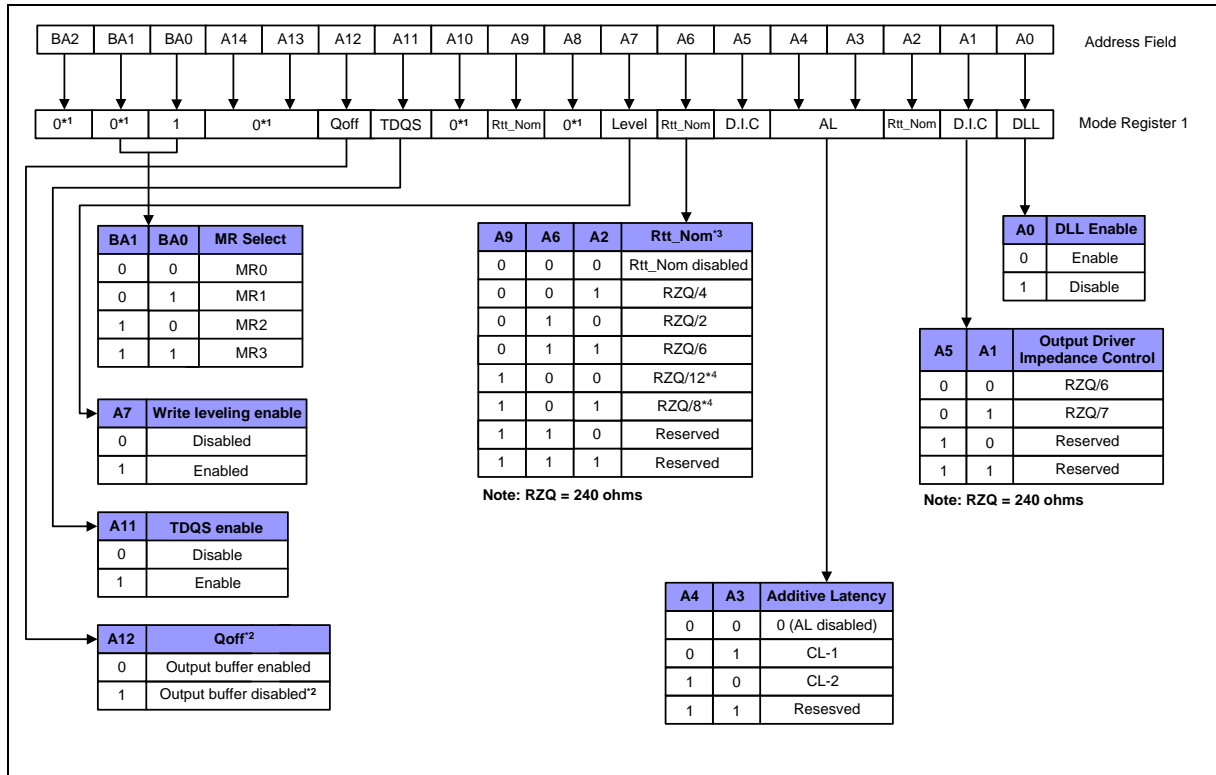 BA2 BA1 BA0 A14 A13 A12 A11 A10 A9 A8 A7 A6 A5 A4 A3 A2 A1 A0 Address Field
0*1 0*1 1 0*1 Qoff TDQS 0*1 Rtt_Nom 0*1 Level Rtt_Nom D.I.C AL Rtt_Nom D.I.C DLL Mode Register 1
BA1 BA0 MR Select
0 0 MR0
0 1 MR1
1 0 MR2
1 1 MR3
A7 Write leveling enable
0 Disabled
1 Enabled
A11 TDQS enable
0 Disable
1 Enable
A12 Qoff*2
0 Output buffer enabled
1 Output buffer disabled*2
A9 A6 A2 Rtt_Nom*3
0 0 0 Rtt_Nom disabled
0 0 1 RZQ/4
0 1 0 RZQ/2
0 1 1 RZQ/6
1 0 0 RZQ/12*4
1 0 1 RZQ/8*4
1 1 0 Reserved
1 1 1 Reserved
Note: RZQ = 240 ohms
A4 A3 Additive Latency
0 0 0 (AL disabled)
0 1 CL-1
1 0 CL-2
1 1 Resesved
A0 DLL Enable
0 Enable
1 Disable
A5 A1 Output Driver
Impedance Control
0 0 RZQ/6
0 1 RZQ/7
1 0 Reserved
1 1 Reserved
Note: RZQ = 240 ohms